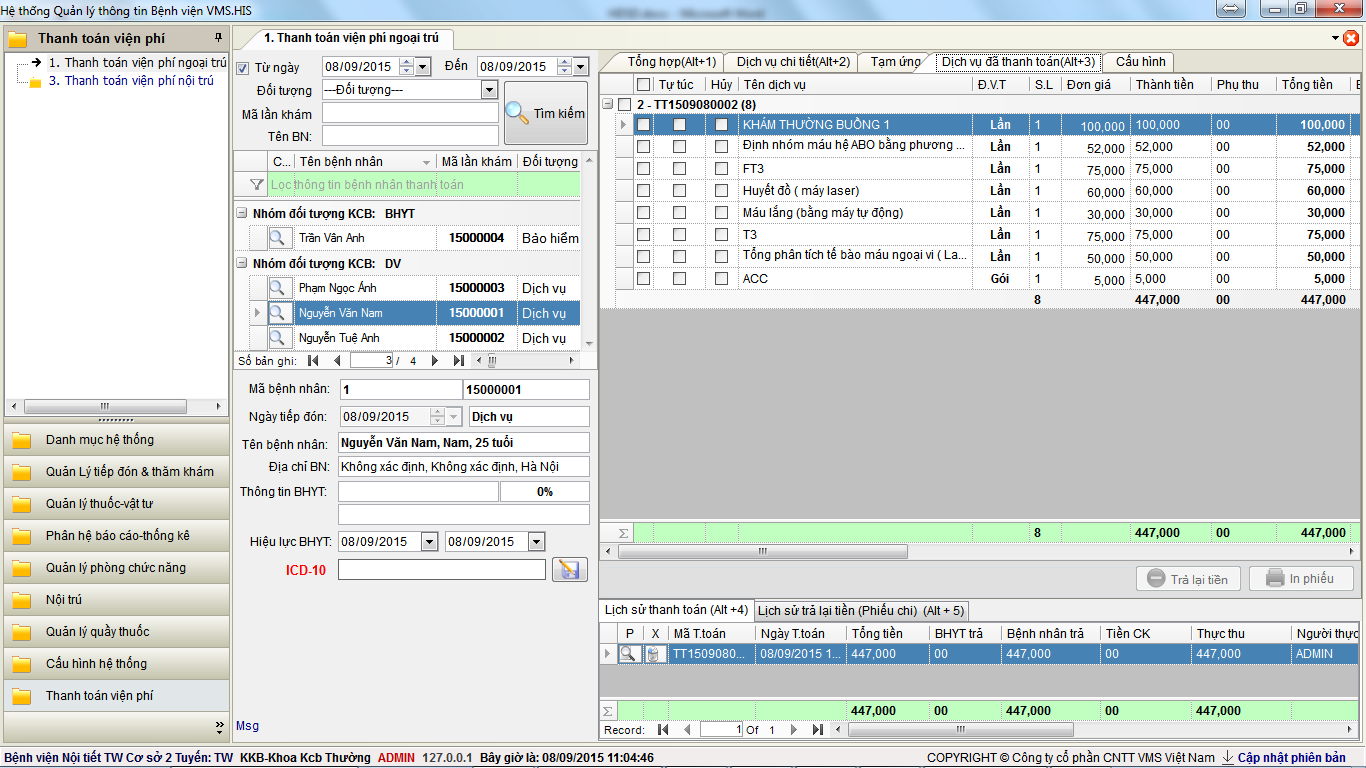 Hệ thống Quản lý thông tin Bệnh viện VMS.HIS
Thanh toán viện phí
1. Thanh toán viện phí ngoại trú
3. Thanh toán viện phí nội trú
Danh mục hệ thống
Quản Lý tiếp đón & thăm khám
Quản lý thuốc-vật tư
Phân hệ báo cáo-thống kê
Quản lý phòng chức năng
Nội trú
Quản lý quầy thuốc
Cấu hình hệ thống
Thanh toán viện phí
1. Thanh toán viện phí ngoại trú
Từ ngày 08/09/2015 Đến 08/09/2015
Đối tượng ---Đối tượng---
Mã lần khám
Tên BN:
Tìm kiếm
C... Tên bệnh nhân Mã lần khám Đối tượng
Lọc thông tin bệnh nhân thanh toán
Nhóm đối tượng KCB: BHYT
Trần Vân Anh 15000004 Bảo hiểm
Nhóm đối tượng KCB: DV
Phạm Ngọc Ánh 15000003 Dịch vụ
Nguyễn Văn Nam 15000001 Dịch vụ
Nguyễn Tuệ Anh 15000002 Dịch vụ
Số bản ghi: 3 / 4
Mã bệnh nhân: 1 15000001
Ngày tiếp đón: 08/09/2015 Dịch vụ
Tên bệnh nhân: Nguyễn Văn Nam, Nam, 25 tuổi
Địa chỉ BN: Không xác định, Không xác định, Hà Nội
Thông tin BHYT: 0%
Hiệu lực BHYT: 08/09/2015 08/09/2015
ICD-10
Msg
Tổng hợp(Alt+1) Dịch vụ chi tiết(Alt+2) Tạm ứng Dịch vụ đã thanh toán(Alt+3) Cấu hình
Tự túc Hủy Tên dịch vụ Đ.V.T S.L Đơn giá Thành tiền Phụ thu Tổng tiền
2 - TT1509080002 (8)
KHÁM THƯỜNG BUỒNG 1 Lần 1 100,000 100,000 00 100,000
Định nhóm máu hệ ABO bằng phương ... Lần 1 52,000 52,000 00 52,000
FT3 Lần 1 75,000 75,000 00 75,000
Huyết đồ ( máy laser) Lần 1 60,000 60,000 00 60,000
Máu lắng (bằng máy tự động) Lần 1 30,000 30,000 00 30,000
T3 Lần 1 75,000 75,000 00 75,000
Tổng phân tích tế bào máu ngoại vi ( La... Lần 1 50,000 50,000 00 50,000
ACC Gói 1 5,000 5,000 00 5,000
8 447,000 00 447,000
Σ 8 447,000 00 447,000
Trả lại tiền In phiếu
Lịch sử thanh toán (Alt +4) Lịch sử trả lại tiền (Phiếu chi) (Alt + 5)
P X Mã T.toán Ngày T.toán Tổng tiền BHYT trả Bệnh nhân trả Tiền CK Thực thu Người thực
TT1509080... 08/09/2015 1... 447,000 00 447,000 00 447,000 ADMIN
Σ 447,000 00 447,000 00 447,000
Record: 1 Of 1
Bệnh viện Nội tiết TW Cơ sở 2 Tuyến: TW KKB-Khoa Kcb Thường ADMIN 127.0.0.1 Bây giờ là: 08/09/2015 11:04:46 COPYRIGHT © Công ty cổ phần CNTT VMS Việt Nam Cập nhật phiên bản